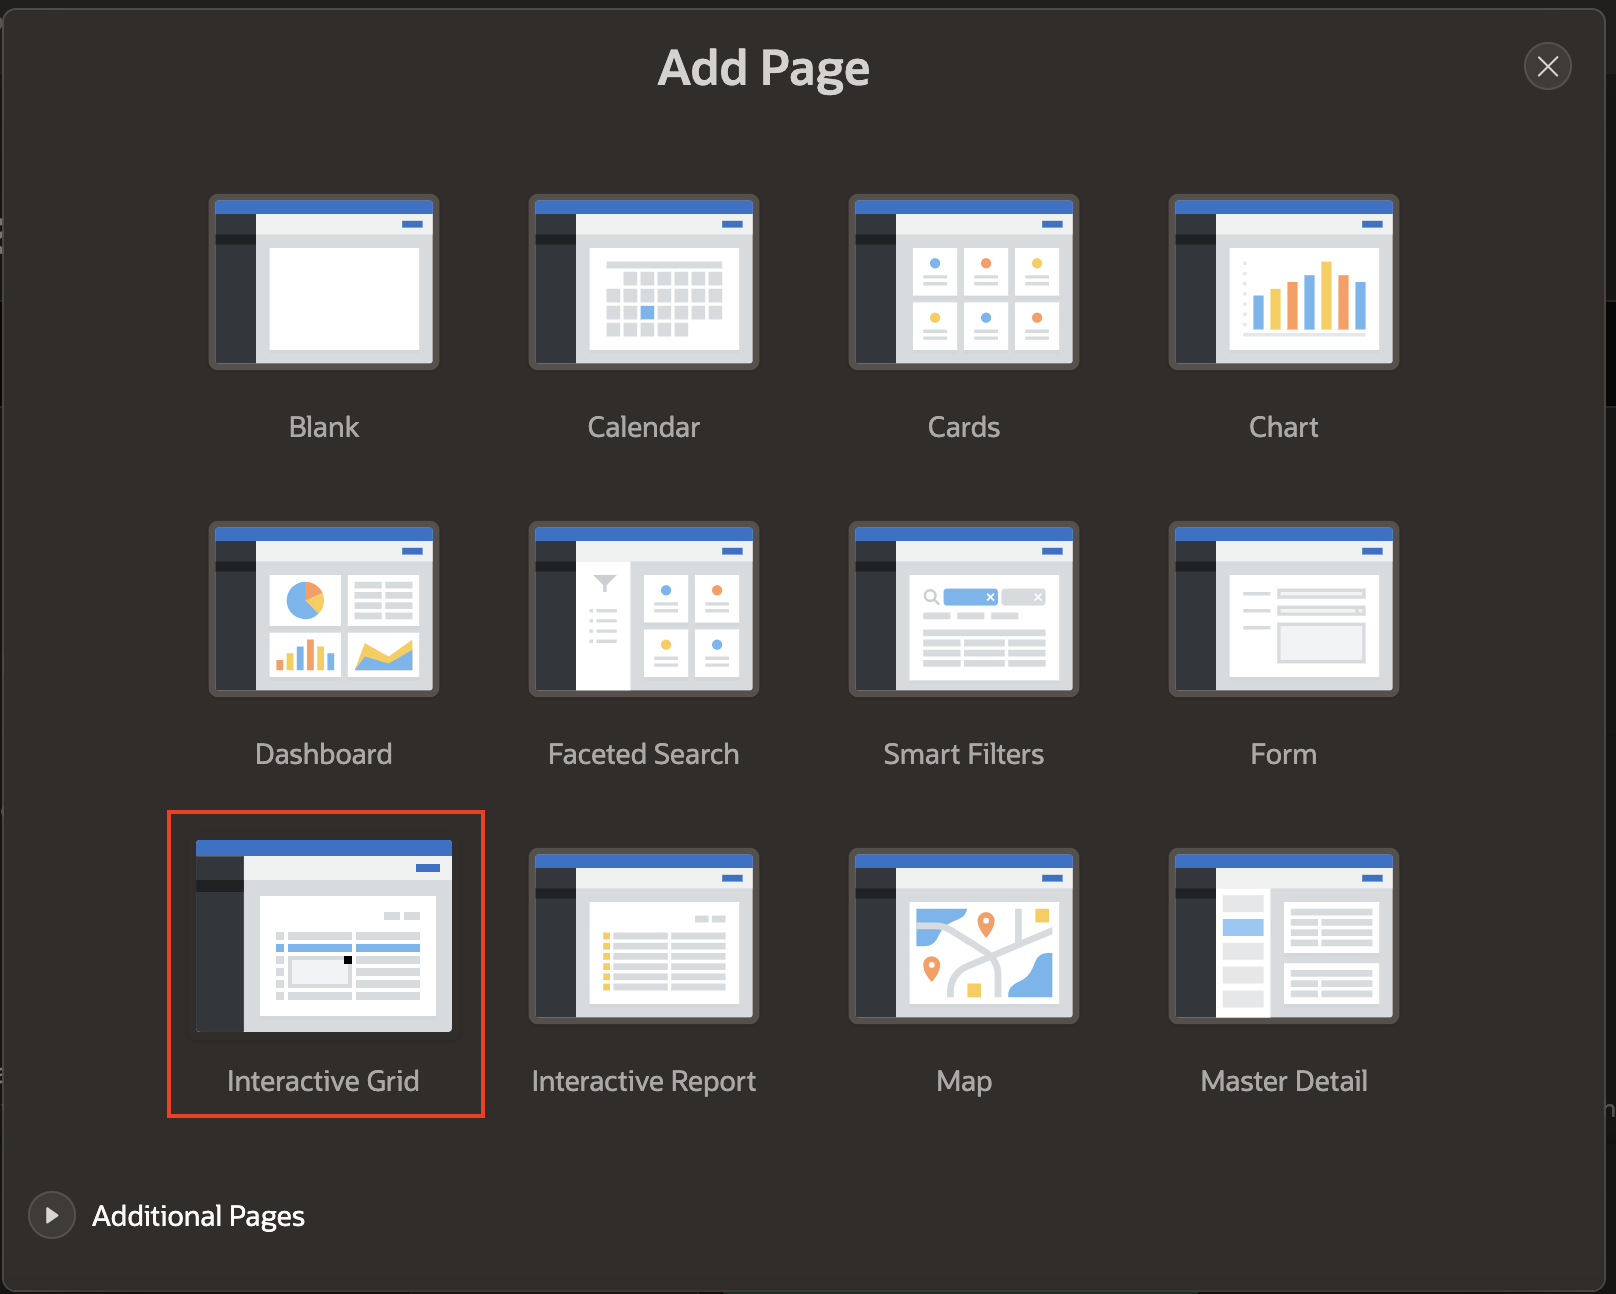 Add Page
Blank
Calendar
Cards
Chart
Dashboard
Faceted Search
Smart Filters
Form
Interactive Grid
Interactive Report
Map
Master Detail
Additional Pages